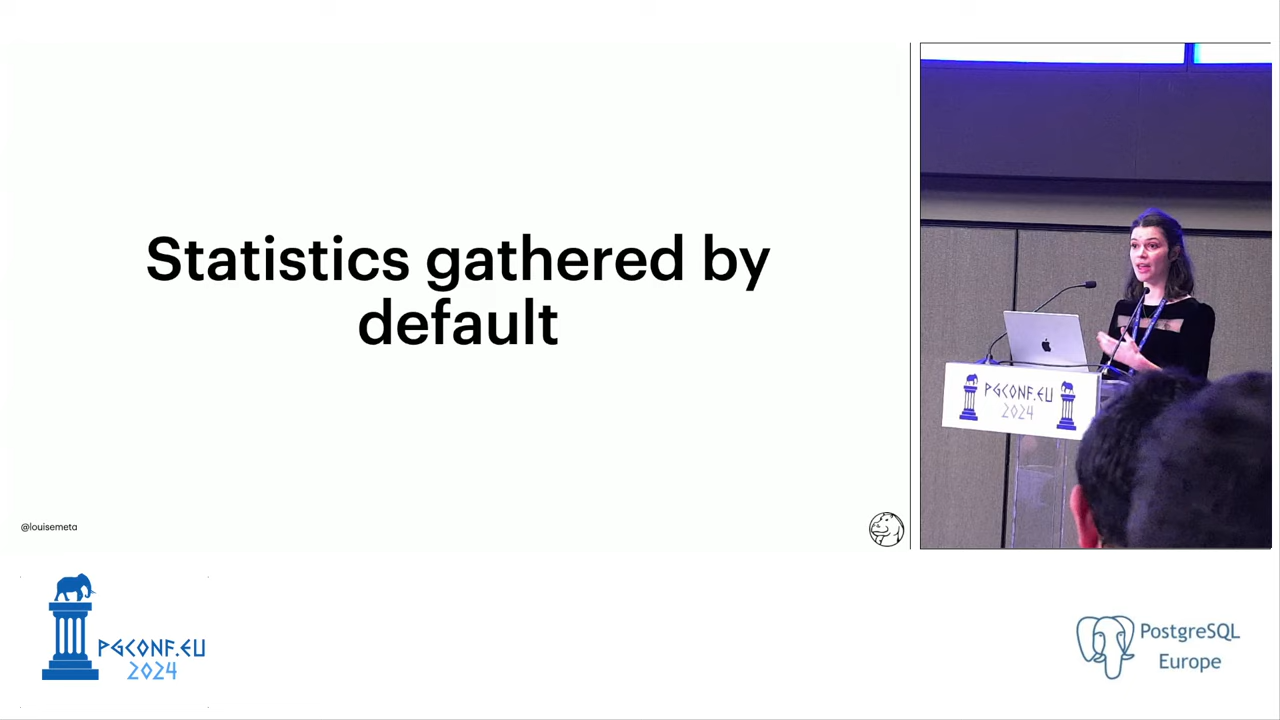 Statistics gathered by
default
@louisemeta
PGCONF.EU
2024
PGCONF.EU
2024
PostgreSQL
Europe